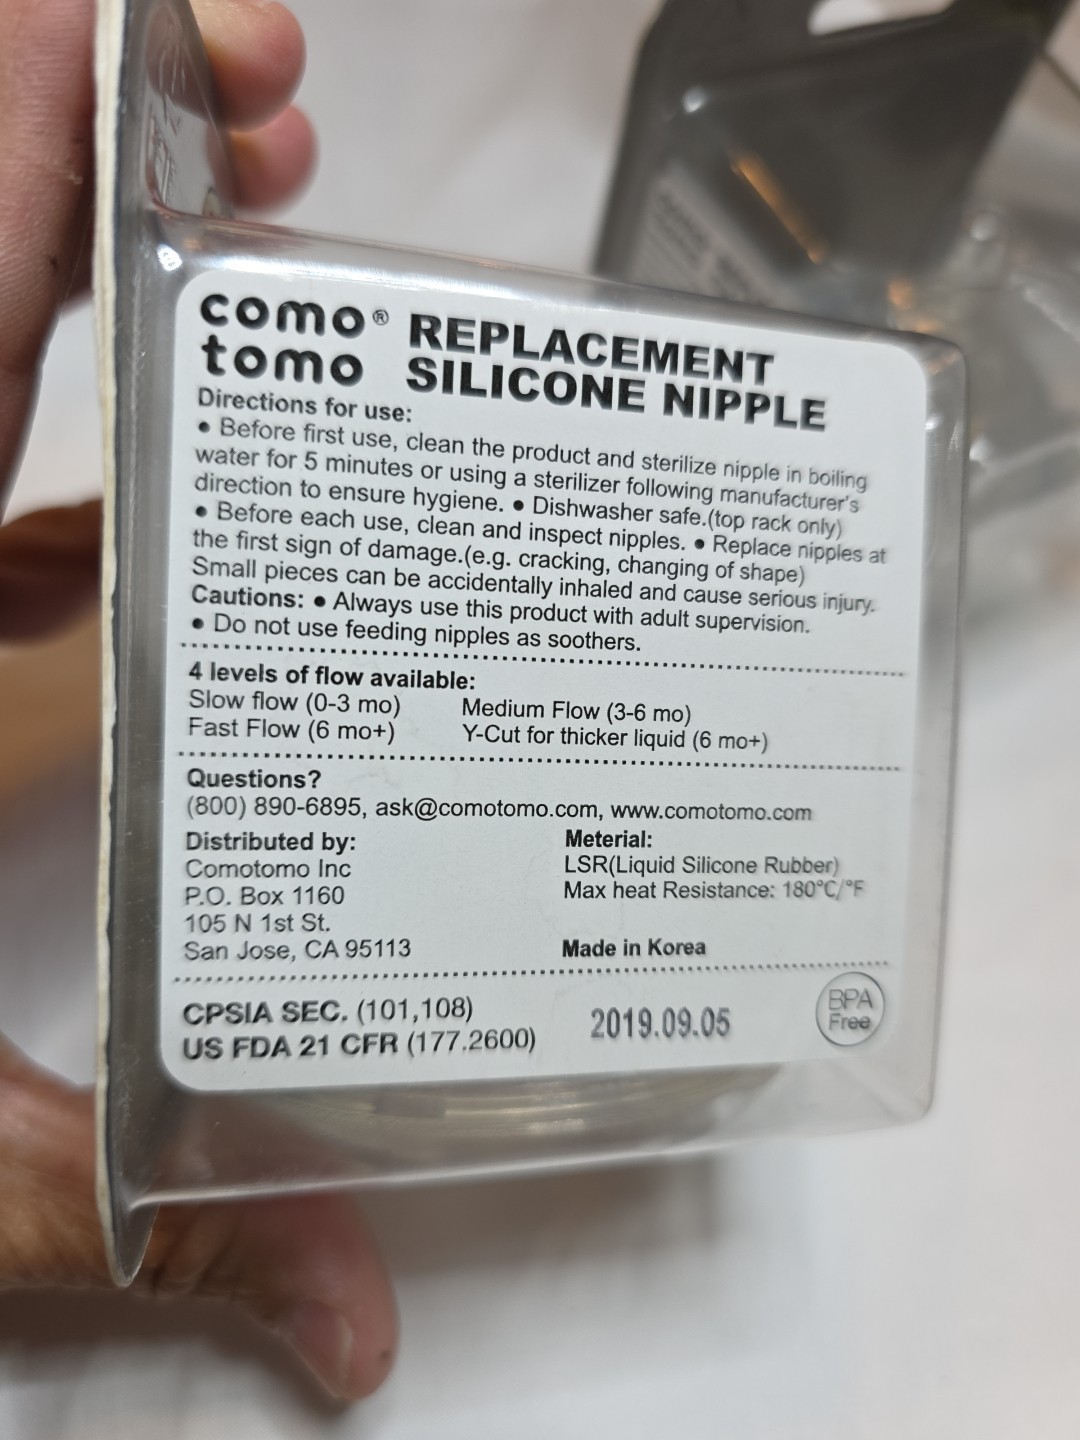 como®
tomo
REPLACEMENT
SILICONE NIPPLE
Directions for use:
• Before first use, clean the product and sterilize nipple in boiling
water for 5 minutes or using a sterilizer following manufacturer's
direction to ensure hygiene. • Dishwasher safe.(top rack only)
• Before each use, clean and inspect nipples. • Replace nipples at
the first sign of damage.(e.g. cracking, changing of shape)
Small pieces can be accidentally inhaled and cause serious injury.
Cautions: • Always use this product with adult supervision.
• Do not use feeding nipples as soothers.
4 levels of flow available:
Slow flow (0-3 mo) Medium Flow (3-6 mo)
Fast Flow (6 mo+) Y-Cut for thicker liquid (6 mo+)
Questions?
(800) 890-6895, ask@comotomo.com, www.comotomo.com
Distributed by:
Comotomo Inc
P.O. Box 1160
105 N 1st St.
San Jose, CA 95113
Meterial:
LSR(Liquid Silicone Rubber)
Max heat Resistance: 180°C/°F
Made in Korea
CPSIA SEC. (101,108)
US FDA 21 CFR (177.2600)
2019.09.05
BPA
Free